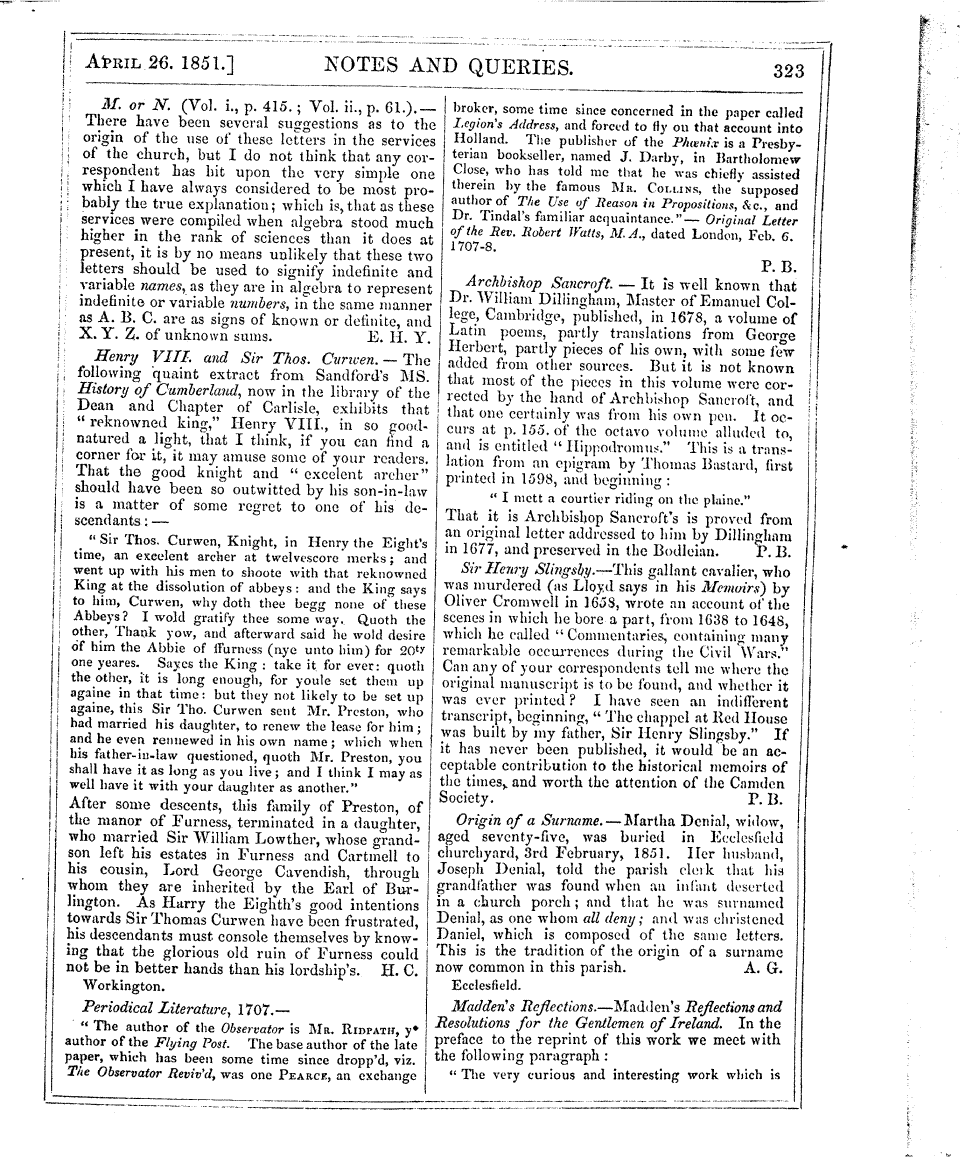 APRIL 26. 1851.] NOTES AND QUERIES. 323
M. or N. (Vol. i., p. 415.; Vol. ii., p. 61.).—
There have been several suggestions as to the
origin of the use of these letters in the services
of the church, but I do not think that any cor-
respondent has hit upon the very simple one
which I have always considered to be most pro-
bably the true explanation; which is, that as these
services were compiled when algebra stood much
higher in the rank of sciences than it does at
present, it is by no means unlikely that these two
letters should be used to signify indefinite and
variable names, as they are in algebra to represent
indefinite or variable numbers, in the same manner
as A. B. C. are as signs of known or definite, and
X. Y. Z. of unknown sums. E. H. Y.
Henry VIII. and Sir Thos. Curwen.—The
following quaint extract from Sandford's MS.
History of Cumberland, now in the library of the
Dean and Chapter of Carlisle, exhibits that
"reknowned king," Henry VIII., in so good-
natured a light, that I think, if you can find a
corner for it, it may amuse some of your readers.
That the good knight and "excelent archer"
should have been so outwitted by his son-in-law
is a matter of some regret to one of his de-
scendants:—
"Sir Thos. Curwen, Knight, in Henry the Eight's
time, an excelent archer at twelvescore merks; and
went up with his men to shoote with that reknowned
King at the dissolution of abbeys: and the King says
to him, Curwen, why doth thee begg none of these
Abbeys? I wold gratify thee some way. Quoth the
other, Thank yow, and afterward said he wold desire
of him the Abbie of ffurness (nye unto him) for 20ty
one yeares. Sayes the King: take it for ever: quoth
the other, it is long enough, for youle set them up
againe in that time: but they not likely to be set up
againe, this Sir Tho. Curwen sent Mr. Preston, who
had married his daughter, to renew the lease for him;
and he even rennewed in his own name; which when
his father-in-law questioned, quoth Mr. Preston, you
shall have it as long as you live; and I think I may as
well have it with your daughter as another."
After some descents, this family of Preston, of
the manor of Furness, terminated in a daughter,
who married Sir William Lowther, whose grand-
son left his estates in Furness and Cartmell to
his cousin, Lord George Cavendish, through
whom they are inherited by the Earl of Bur-
lington. As Harry the Eighth's good intentions
towards Sir Thomas Curwen have been frustrated,
his descendants must console themselves by know-
ing that the glorious old ruin of Furness could
not be in better hands than his lordship's. H. C.
Workington.
Periodical Literature, 1707.—
"The author of the Observator is MR. RIDPATH, ye
author of the Flying Post. The base author of the late
paper, which has been some time since dropp'd, viz.
The Observator Reviv'd, was one PEARCE, an exchange
broker, some time since concerned in the paper called
Legion's Address, and forced to fly on that account into
Holland. The publisher of the Phœnix is a Presby-
terian bookseller, named J. Darby, in Bartholomew
Close, who has told me that he was chiefly assisted
therein by the famous MR. COLLINS, the supposed
author of The Use of Reason in Propositions, &c., and
Dr. Tindal's familiar acquaintance."—Original Letter
of the Rev. Robert Watts, M.A., dated London, Feb. 6.
1707-8.
P. B.
Archbishop Sancroft.—It is well known that
Dr. William Dillingham, Master of Emanuel Col-
lege, Cambridge, published, in 1678, a volume of
Latin poems, partly translations from George
Herbert, partly pieces of his own, with some few
added from other sources. But it is not known
that most of the pieces in this volume were cor-
rected by the hand of Archbishop Sancroft, and
that one certainly was from his own pen. It oc-
curs at p. 155. of the octavo volume alluded to,
and is entitled "Hippodromus." This is a trans-
lation from an epigram by Thomas Bastard, first
printed in 1598, and beginning:
"I mett a courtier riding on the plaine."
That it is Archbishop Sancroft's is proved from
an original letter addressed to him by Dillingham
in 1677, and preserved in the Bodleian. P. B.
Sir Henry Slingsby.—This gallant cavalier, who
was murdered (as Lloyd says in his Memoirs) by
Oliver Cromwell in 1658, wrote an account of the
scenes in which he bore a part, from 1638 to 1648,
which he called "Commentaries, containing many
remarkable occurrences during the Civil Wars."
Can any of your correspondents tell me where the
original manuscript is to be found, and whether it
was ever printed? I have seen an indifferent
transcript, beginning, "The chappel at Red House
was built by my father, Sir Henry Slingsby." If
it has never been published, it would be an ac-
ceptable contribution to the historical memoirs of
the times, and worth the attention of the Camden
Society. P. B.
Origin of a Surname.—Martha Denial, widow,
aged seventy-five, was buried in Ecclesfield
churchyard, 3rd February, 1851. Her husband,
Joseph Denial, told the parish clerk that his
grandfather was found when an infant deserted
in a church porch; and that he was surnamed
Denial, as one whom all deny; and was christened
Daniel, which is composed of the same letters.
This is the tradition of the origin of a surname
now common in this parish. A. G.
Ecclesfield.
Madden's Reflections.—Madden's Reflections and
Resolutions for the Gentlemen of Ireland. In the
preface to the reprint of this work we meet with
the following paragraph:
"The very curious and interesting work which is